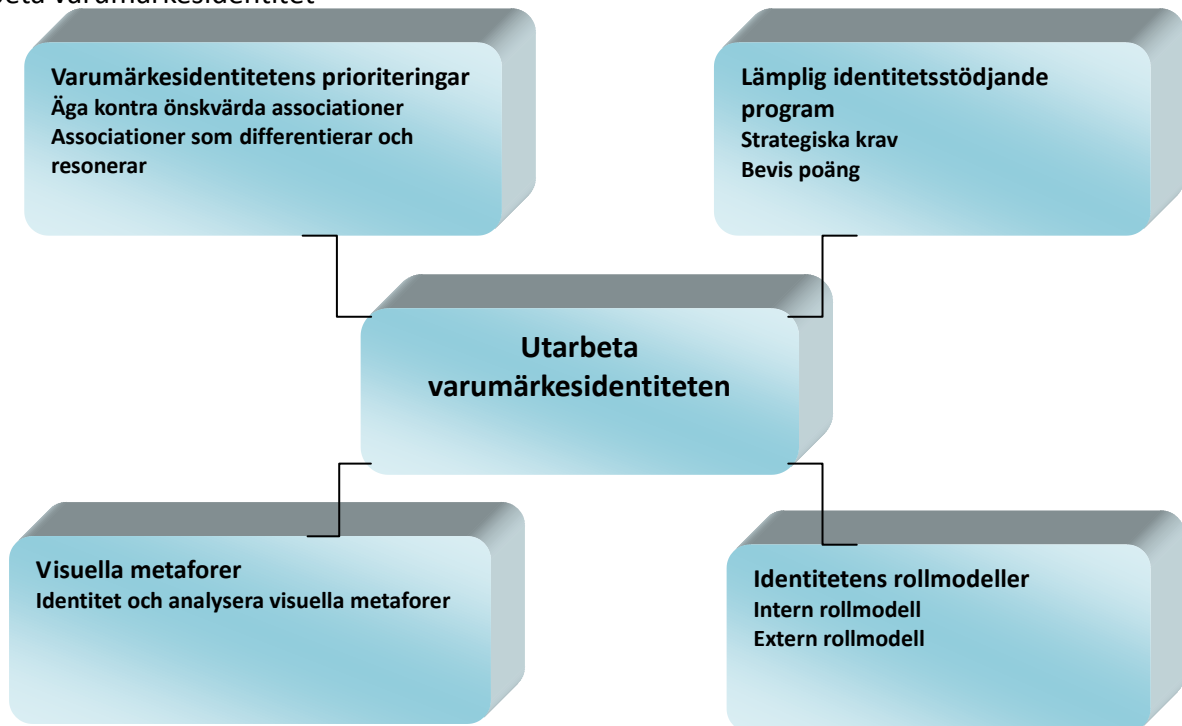 varumärkesidentitet
Varumärkesidentitetens prioriteringar
Äga kontra önskvärda associationer
Associationer som differentierar och
resonerar
Lämplig identitetsstödjande
program
Strategiska krav
Bevis poäng
Utarbeta
varumärkesidentiteten
Visuella metaforer
Identitet och analysera visuella metaforer
Identitetens rollmodeller
Intern rollmodell
Extern rollmodell